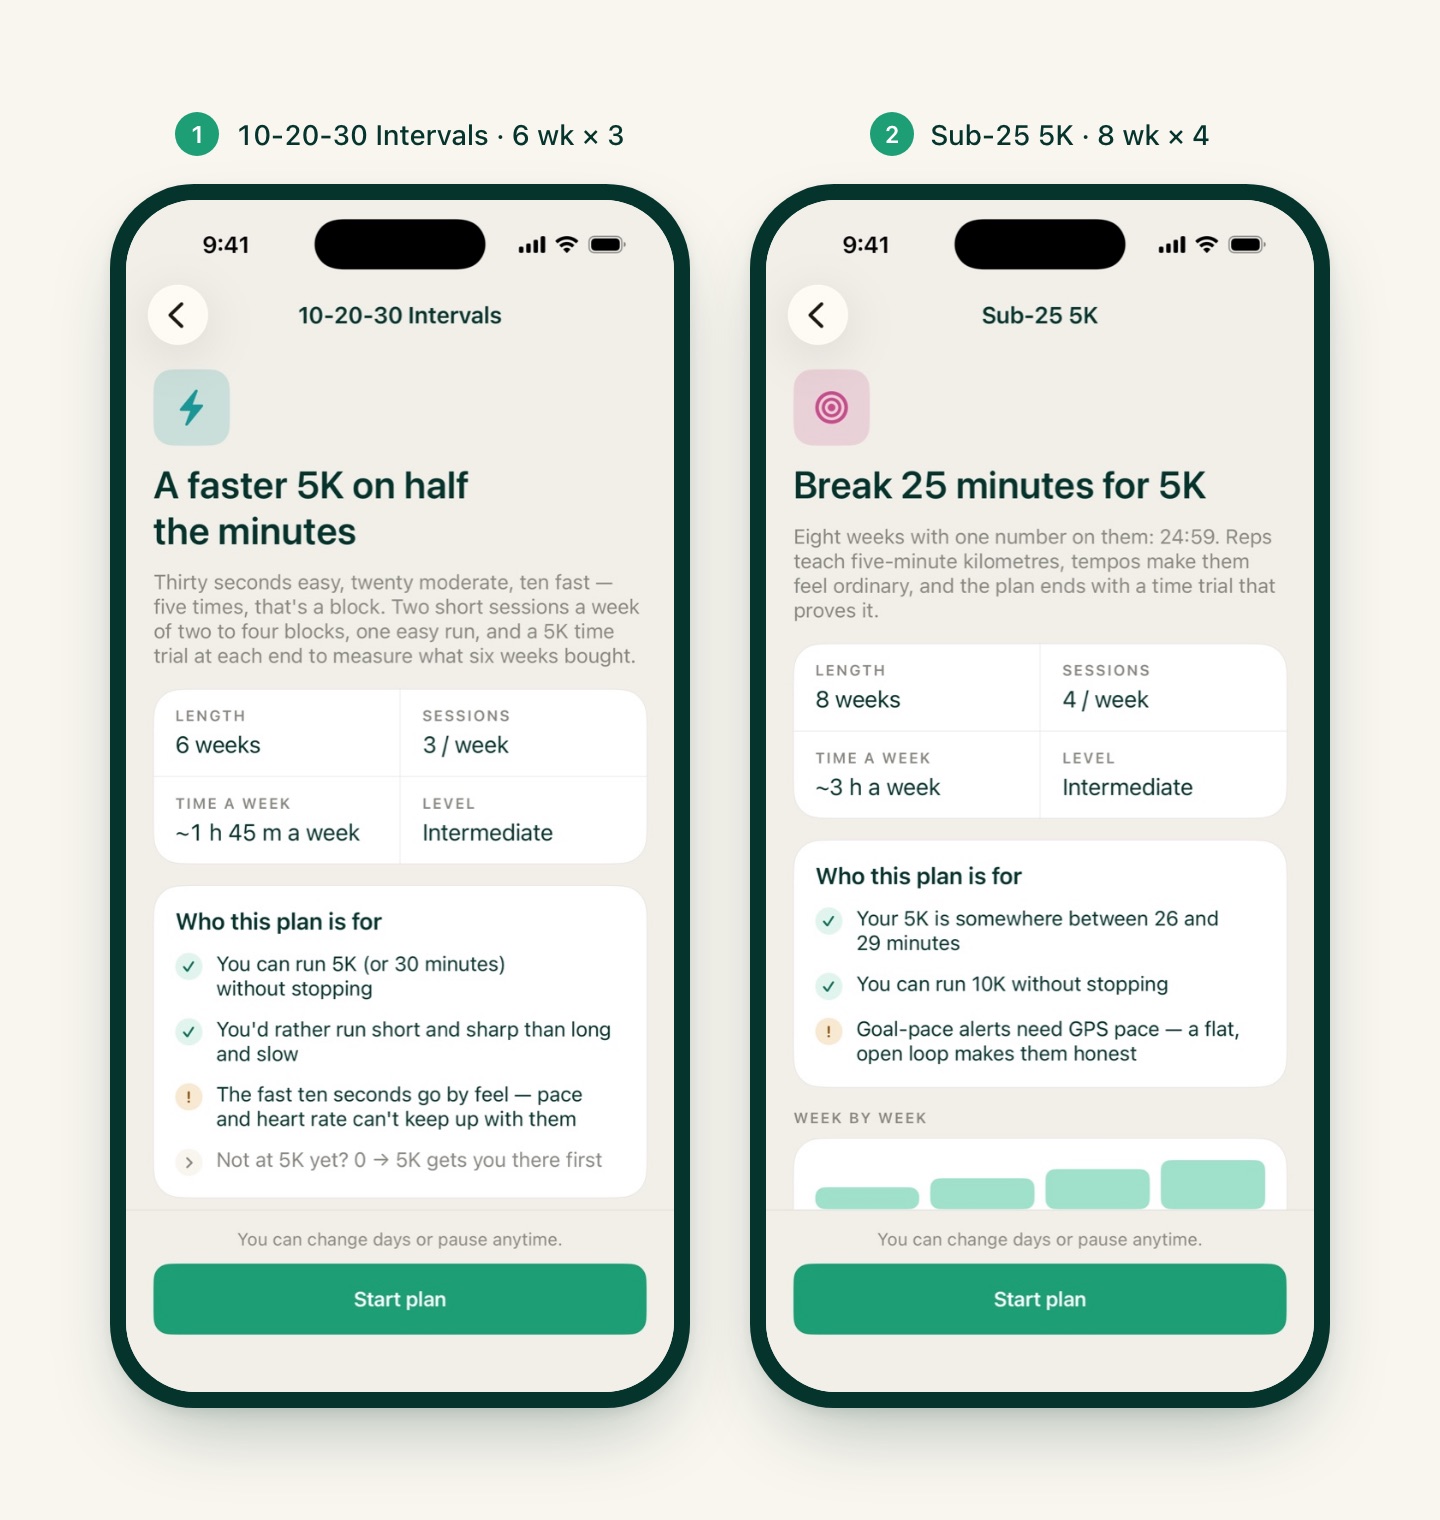 1 10-20-30 Intervals · 6 wk × 3
9:41
10-20-30 Intervals
A faster 5K on half
the minutes
Thirty seconds easy, twenty moderate, ten fast —
five times, that's a block. Two short sessions a week
of two to four blocks, one easy run, and a 5K time
trial at each end to measure what six weeks bought.
LENGTH
6 weeks
SESSIONS
3 / week
TIME A WEEK
~1 h 45 m a week
LEVEL
Intermediate
Who this plan is for
You can run 5K (or 30 minutes)
without stopping
You'd rather run short and sharp than long
and slow
! The fast ten seconds go by feel — pace
and heart rate can't keep up with them
Not at 5K yet? 0 → 5K gets you there first
You can change days or pause anytime.
Start plan
2 Sub-25 5K · 8 wk × 4
9:41
Sub-25 5K
Break 25 minutes for 5K
Eight weeks with one number on them: 24:59. Reps
teach five-minute kilometres, tempos make them
feel ordinary, and the plan ends with a time trial that
proves it.
LENGTH
8 weeks
SESSIONS
4 / week
TIME A WEEK
~3 h a week
LEVEL
Intermediate
Who this plan is for
Your 5K is somewhere between 26 and
29 minutes
You can run 10K without stopping
! Goal-pace alerts need GPS pace — a flat,
open loop makes them honest
WEEK BY WEEK
You can change days or pause anytime.
Start plan